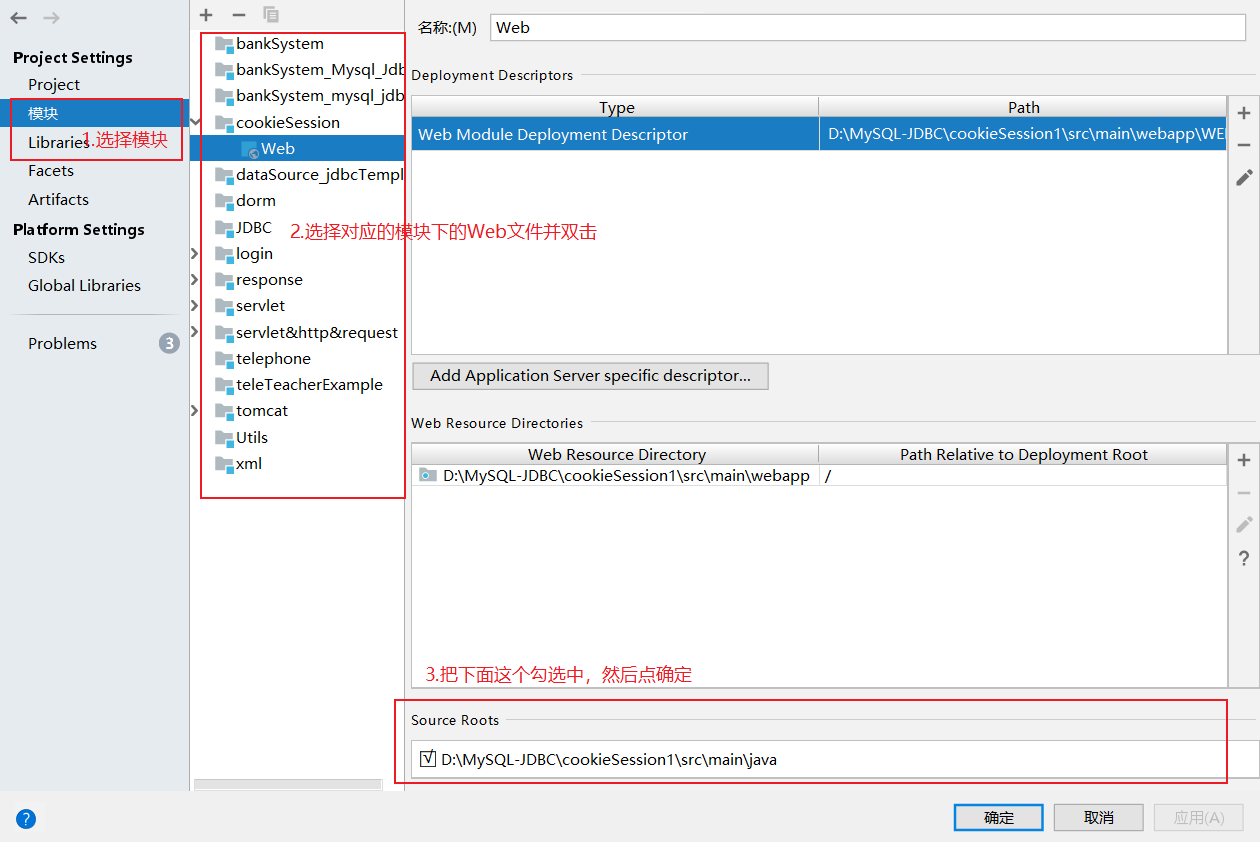 Project Settings
Project
模块
Libraries
1.选择模块
Facets
Artifacts
Platform Settings
SDKs
Global Libraries
Problems
3
bankSystem
bankSystem_Mysql_Jdb
bankSystem_mysql_jdb
cookieSession
Web
dataSource_jdbcTempl
dorm
JDBC
2.选择对应的模块下的Web文件并双击
login
response
servlet
servlet&http&request
telephone
teleTeacherExample
tomcat
Utils
xml
名称:(M) Web
Deployment Descriptors
Type Path
Web Module Deployment Descriptor D:\MySQL-JDBC\cookieSession1\src\main\webapp\WE
Add Application Server specific descriptor...
Web Resource Directories
Web Resource Directory Path Relative to Deployment Root
D:\MySQL-JDBC\cookieSession1\src\main\webapp /
?
3.把下面这个勾选中，然后点确定
Source Roots
D:\MySQL-JDBC\cookieSession1\src\main\java
?
确定 取消 应用(A)